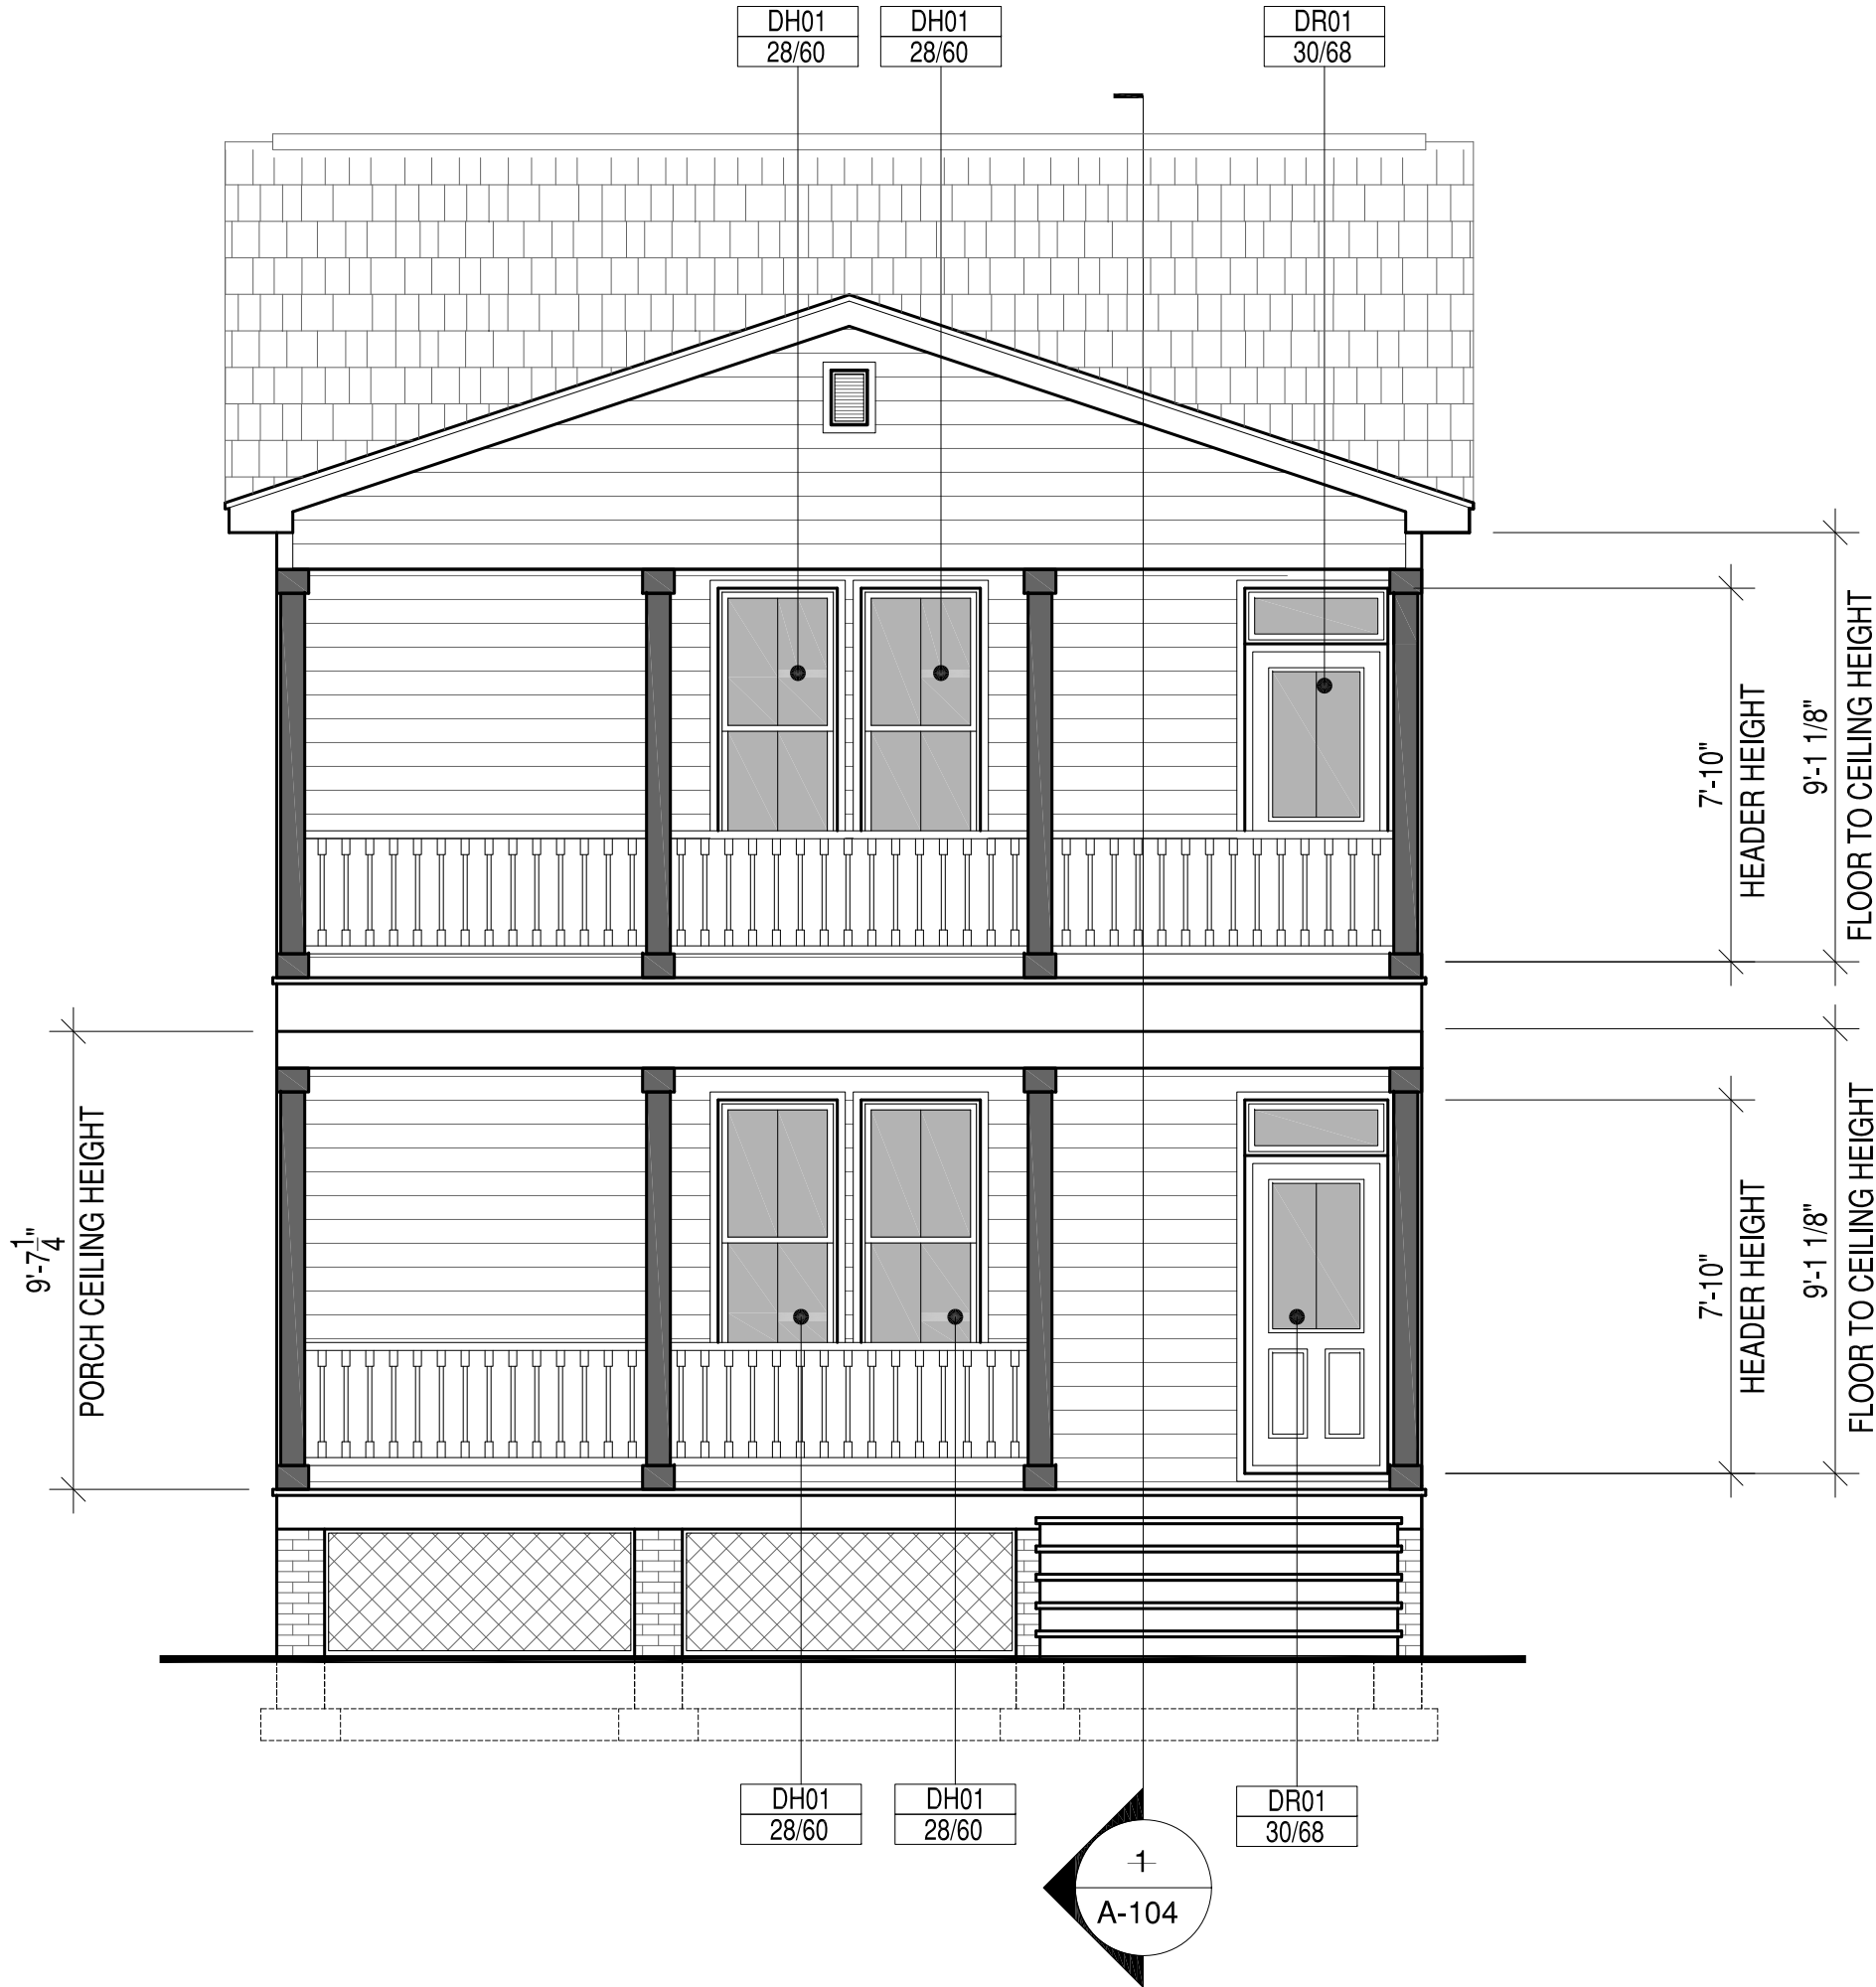 DH01
28/60
DH01
28/60
DR01
30/68
7'-10"
HEADER HEIGHT
9'-1 1/8"
FLOOR TO CEILING HEIGHT
9'-7 1/4"
PORCH CEILING HEIGHT
7'-10"
HEADER HEIGHT
9'-1 1/8"
FLOOR TO CEILING HEIGHT
DH01
28/60
DH01
28/60
DR01
30/68
1
A-104